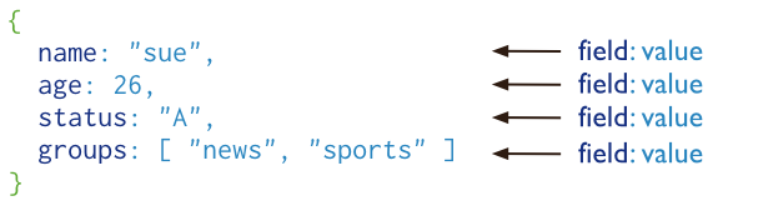 {
name: "sue", field: value
age: 26, field: value
status: "A", field: value
groups: [ "news", "sports" ] field: value
}